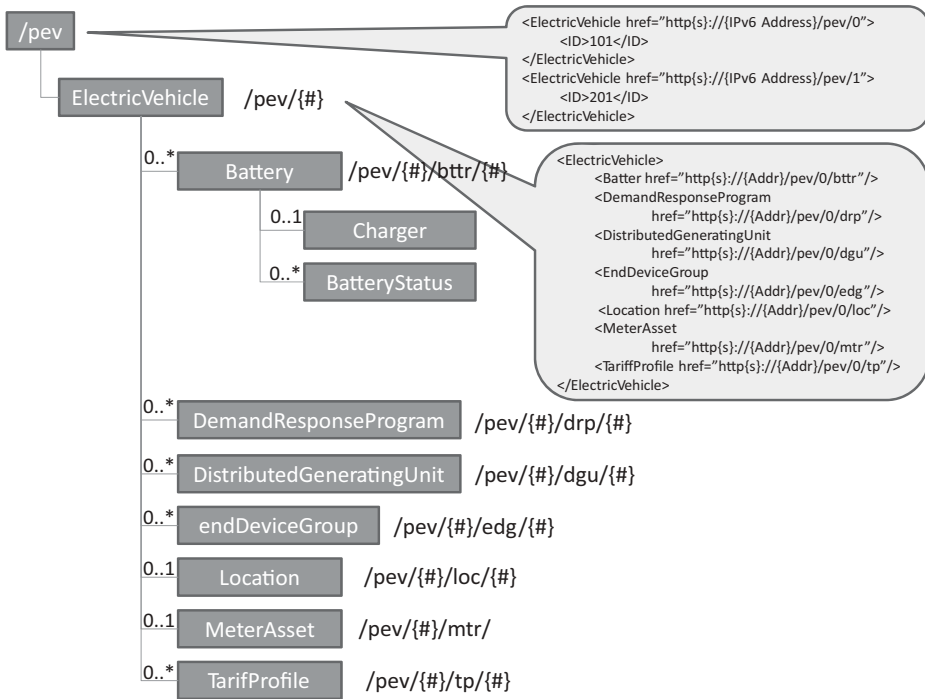 /pev
<ElectricVehicle href=”http{s}://{IPv6 Address}/pev/0”>
<ID>101</ID>
</ElectricVehicle>
<ElectricVehicle href=”http{s}://{IPv6 Address}/pev/1”>
<ID>201</ID>
</ElectricVehicle>
ElectricVehicle /pev/{#}
0..* Battery /pev/{#}/bttr/{#}
0..1 Charger
0..* BatteryStatus
<ElectricVehicle>
<Batter href=”http{s}://{Addr}/pev/0/bttr”/>
<DemandResponseProgram
href=”http{s}://{Addr}/pev/0/drp”/>
<DistributedGeneratingUnit
href=”http{s}://{Addr}/pev/0/dgu”/>
<EndDeviceGroup
href=”http{s}://{Addr}/pev/0/edg”/>
<Location href=”http{s}://{Addr}/pev/0/loc”/>
<MeterAsset
href=”http{s}://{Addr}/pev/0/mtr”/>
<TariffProfile href=”http{s}://{Addr}/pev/0/tp”/>
</ElectricVehicle>
0..* DemandResponseProgram /pev/{#}/drp/{#}
0..* DistributedGeneratingUnit /pev/{#}/dgu/{#}
0..* endDeviceGroup /pev/{#}/edg/{#}
0..1 Location /pev/{#}/loc/{#}
0..1 MeterAsset /pev/{#}/mtr/
0..* TarifProfile /pev/{#}/tp/{#}